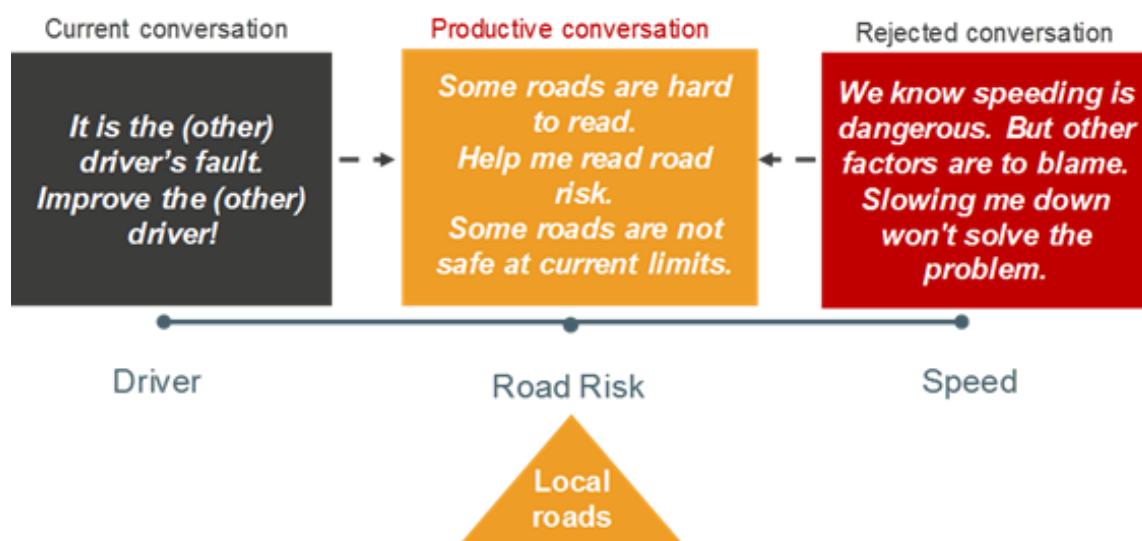 Current conversation
It is the (other)
driver's fault.
Improve the (other)
driver!
Productive conversation
Some roads are hard
to read.
Help me read road
risk.
Some roads are not
safe at current limits.
Rejected conversation
We know speeding is
dangerous. But other
factors are to blame.
Slowing me down
won't solve the
problem.
Driver
Road Risk
Speed
Local
roads